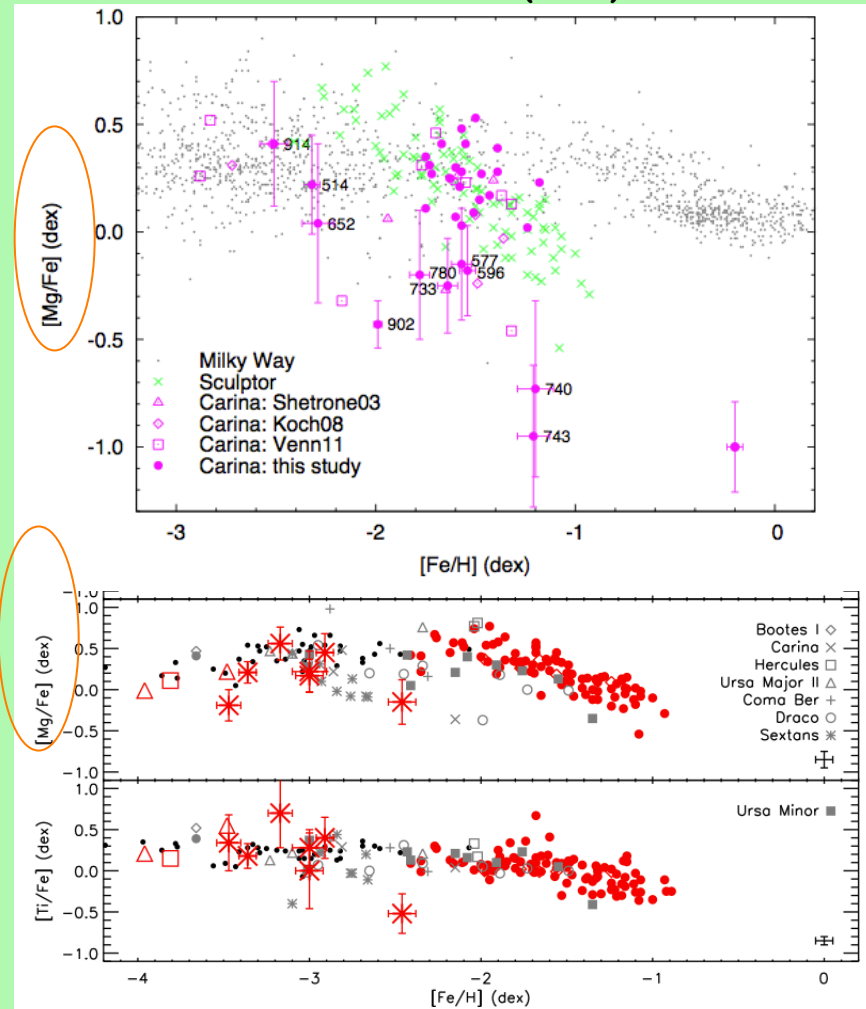 1.0
0.5
0.0
-0.5
-1.0
[Mg/Fe] (dex)
914
514
652
780
733
577
596
902
740
743
Milky Way
Sculptor
Carina: Shetrone03
Carina: Koch08
Carina: Venn11
Carina: this study
-3
-2
-1
0
[Fe/H] (dex)
-1.0
1.0
0.5
0.0
-0.5
-1.0
[Mg/Fe] (dex)
Bootes I
Carina
Hercules
Ursa Major II
Coma Ber
Draco
Sextans
1.0
0.5
0.0
-0.5
-1.0
[Ti/Fe] (dex)
Ursa Minor
-4
-3
-2
-1
0
[Fe/H] (dex)